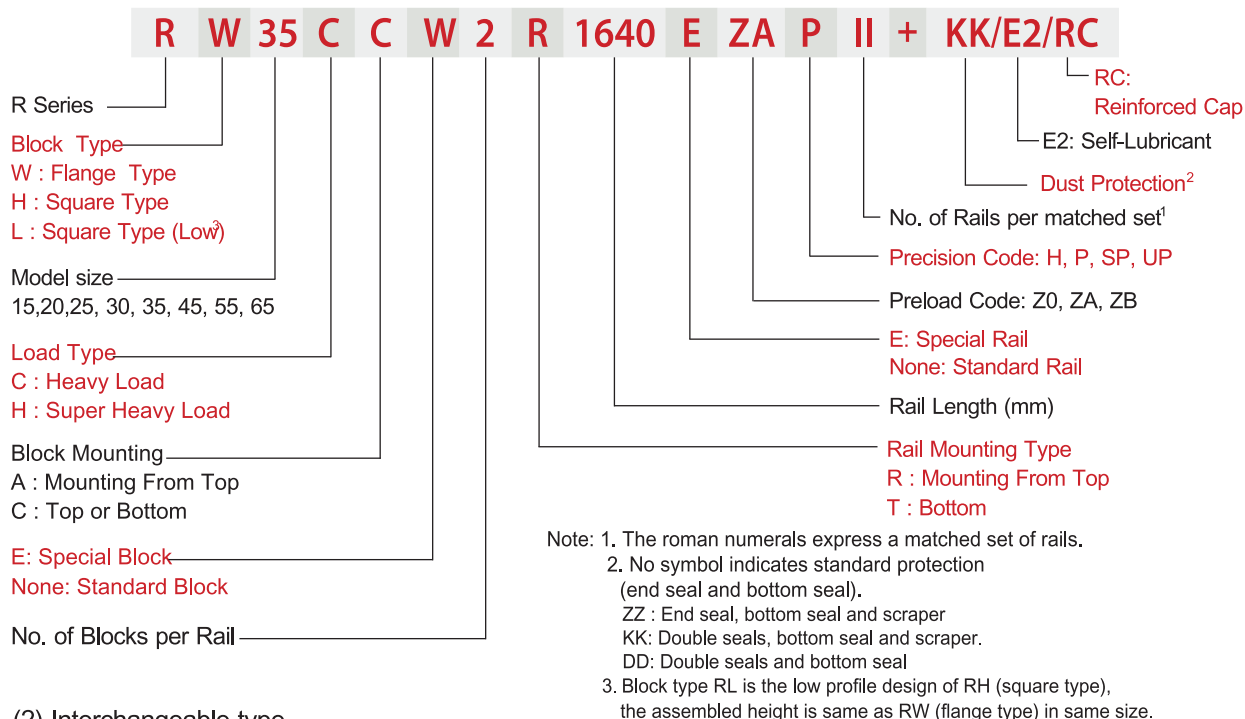 R W 35 C C W 2 R 1640 E ZA P II + KK/E2/RC
R Series
Block Type
W : Flange Type
H : Square Type
L : Square Type (Low³)
Model size
15,20,25, 30, 35, 45, 55, 65
Load Type
C : Heavy Load
H : Super Heavy Load
Block Mounting
A : Mounting From Top
C : Top or Bottom
E: Special Block
None: Standard Block
No. of Blocks per Rail
RC:
Reinforced Cap
E2: Self-Lubricant
Dust Protection²
No. of Rails per matched set¹
Precision Code: H, P, SP, UP
Preload Code: Z0, ZA, ZB
E: Special Rail
None: Standard Rail
Rail Length (mm)
Rail Mounting Type
R : Mounting From Top
T : Bottom
Note: 1. The roman numerals express a matched set of rails.
2. No symbol indicates standard protection
(end seal and bottom seal).
ZZ : End seal, bottom seal and scraper
KK: Double seals, bottom seal and scraper.
DD: Double seals and bottom seal
3. Block type RL is the low profile design of RH (square type),
the assembled height is same as RW (flange type) in same size.
(2) Interchangeable type